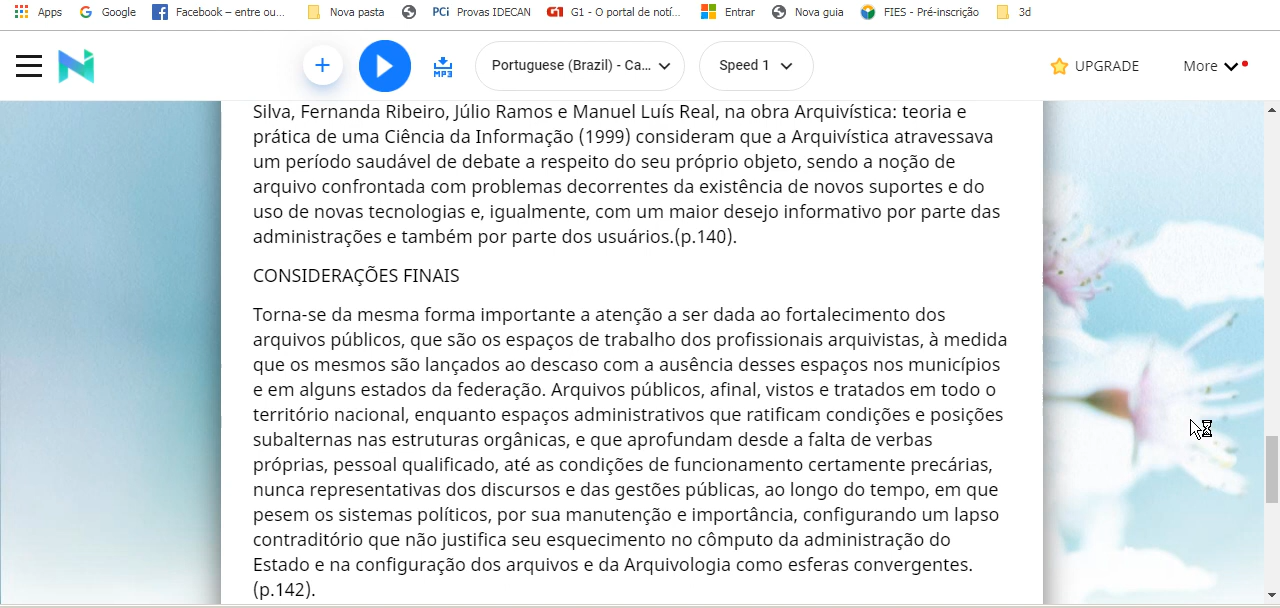 Apps Google Facebook – entre ou... Nova pasta PCi Provas IDECAN G1 G1 - O portal de notí... Entrar Nova guia FIES - Pré-inscrição 3d
+ MP3 Portuguese (Brazil) - Ca... Speed 1 UPGRADE More
Silva, Fernanda Ribeiro, Júlio Ramos e Manuel Luís Real, na obra Arquivística: teoria e
prática de uma Ciência da Informação (1999) consideram que a Arquivística atravessava
um período saudável de debate a respeito do seu próprio objeto, sendo a noção de
arquivo confrontada com problemas decorrentes da existência de novos suportes e do
uso de novas tecnologias e, igualmente, com um maior desejo informativo por parte das
administrações e também por parte dos usuários.(p.140).
CONSIDERAÇÕES FINAIS
Torna-se da mesma forma importante a atenção a ser dada ao fortalecimento dos
arquivos públicos, que são os espaços de trabalho dos profissionais arquivistas, à medida
que os mesmos são lançados ao descaso com a ausência desses espaços nos municípios
e em alguns estados da federação. Arquivos públicos, afinal, vistos e tratados em todo o
território nacional, enquanto espaços administrativos que ratificam condições e posições
subalternas nas estruturas orgânicas, e que aprofundam desde a falta de verbas
próprias, pessoal qualificado, até as condições de funcionamento certamente precárias,
nunca representativas dos discursos e das gestões públicas, ao longo do tempo, em que
pesem os sistemas políticos, por sua manutenção e importância, configurando um lapso
contraditório que não justifica seu esquecimento no cômputo da administração do
Estado e na configuração dos arquivos e da Arquivologia como esferas convergentes.
(p.142).